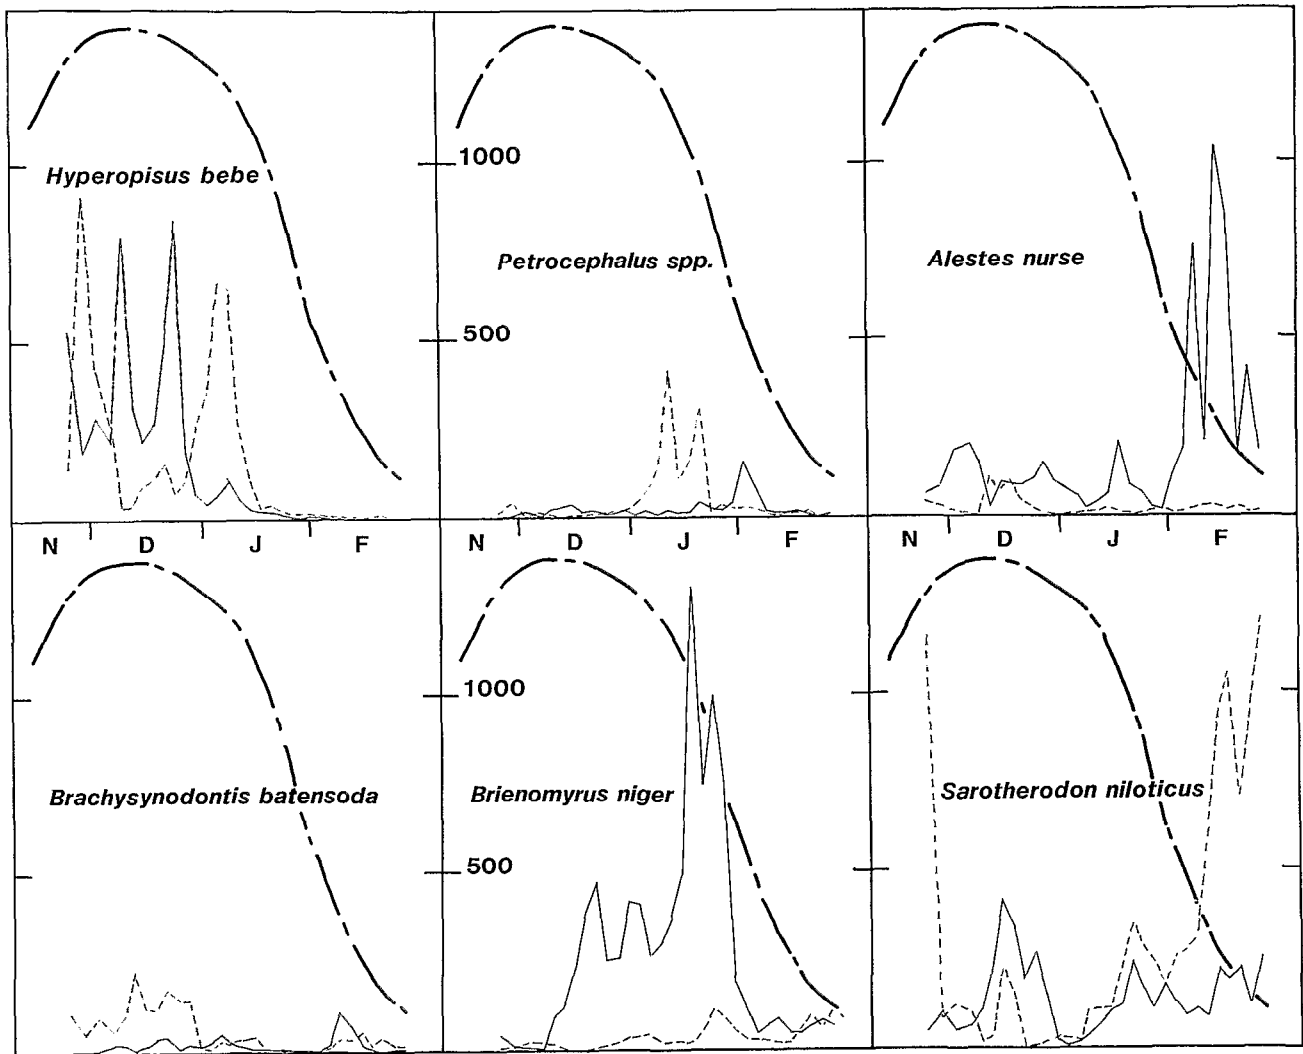 1000
Hyperopisus bebe
Petrocephalus spp.
Alestes nurse
500
N D J F N D J F N D J F
1000
Brachysynodontis batensoda
Brienomyrus niger
Sarotherodon niloticus
500